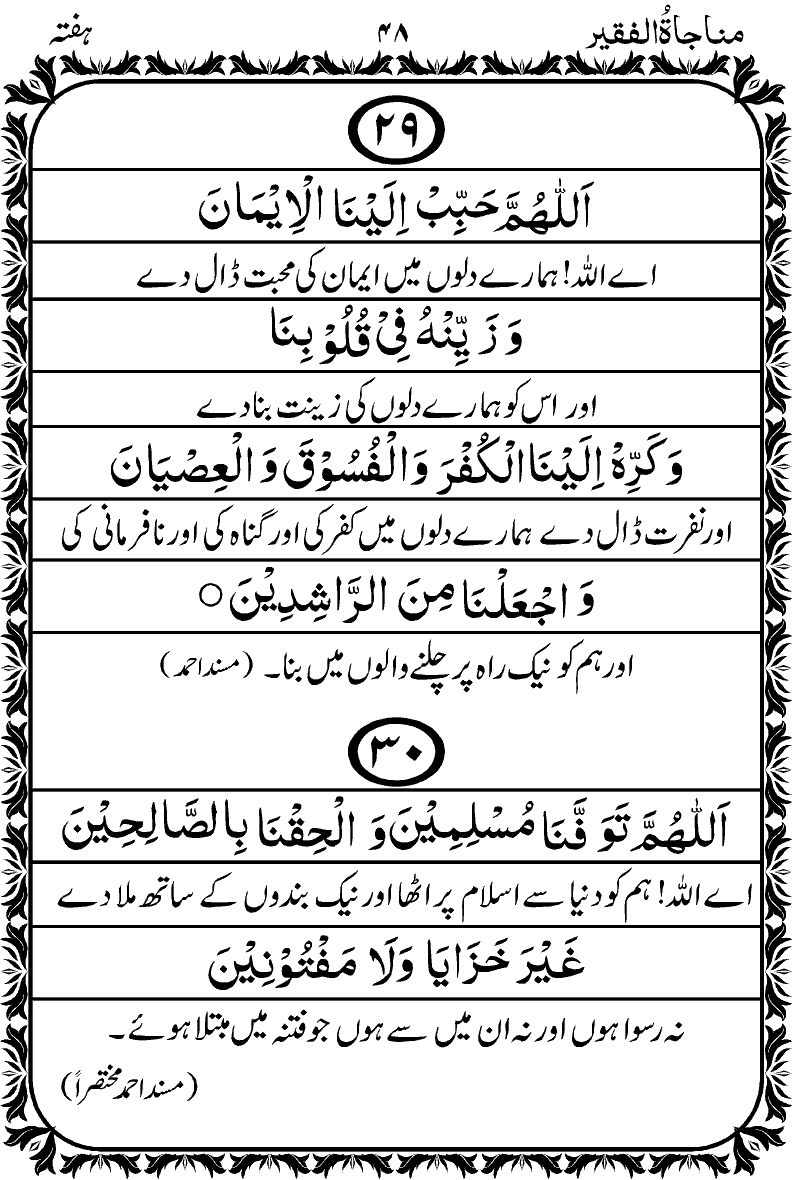 مناجاۃُ الفقیر ۴۸ ہفتہ
۲۹
اَللّٰهُمَّ حَبِّبْ اِلَيْنَا الْاِيْمَانَ
اے اللہ! ہمارے دلوں میں ایمان کی محبت ڈال دے
وَ زَيِّنْهُ فِيْ قُلُوْبِنَا
اور اس کو ہمارے دلوں کی زینت بنا دے
وَ كَرِّهْ اِلَيْنَا الْكُفْرَ وَالْفُسُوْقَ وَ الْعِصْيَانَ
اور نفرت ڈال دے ہمارے دلوں میں کفر کی اور گناہ کی اور نافرمانی کی
وَ اجْعَلْنَا مِنَ الرَّاشِدِيْنَ ○
اور ہم کو نیک راہ پر چلنے والوں میں بنا۔ (مسند احمد)
۳۰
اَللّٰهُمَّ تَوَفَّنَا مُسْلِمِيْنَ وَ الْحِقْنَا بِالصَّالِحِيْنَ
اے اللہ! ہم کو دنیا سے اسلام پر اٹھا اور نیک بندوں کے ساتھ ملا دے
غَيْرَ خَزَايَا وَلَا مَفْتُوْنِيْنَ
نہ رسوا ہوں اور نہ ان میں سے ہوں جو فتنہ میں مبتلا ہوئے۔
(مسند احمد مختصراً)